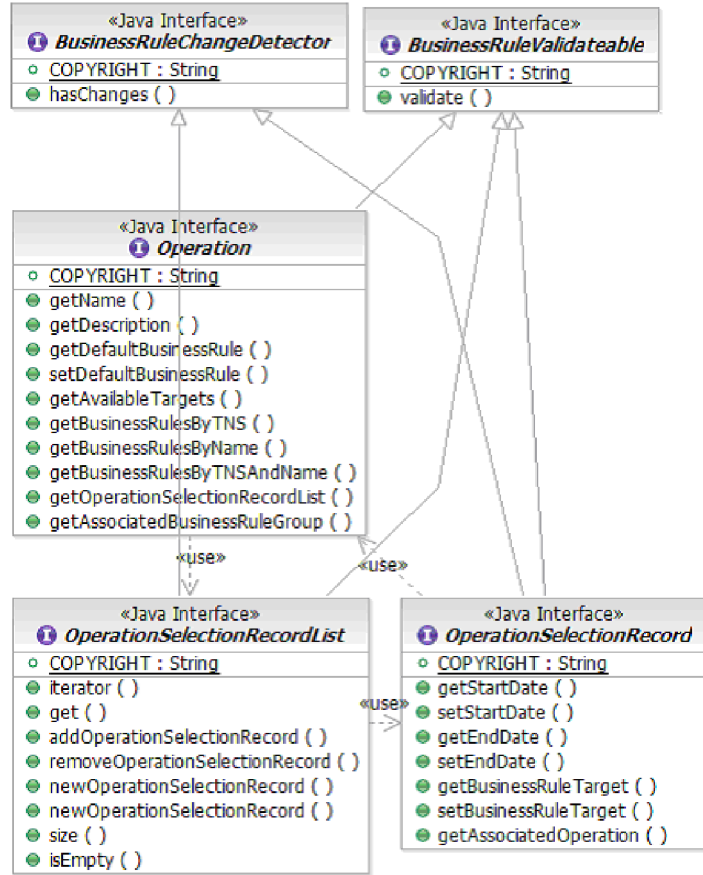 «Java Interface»
BusinessRuleChangeDetector
COPYRIGHT : String
hasChanges ( )
«Java Interface»
BusinessRuleValidateable
COPYRIGHT : String
validate ( )
«Java Interface»
Operation
COPYRIGHT : String
getName ( )
getDescription ( )
getDefaultBusinessRule ( )
setDefaultBusinessRule ( )
getAvailableTargets ( )
getBusinessRulesByTNS ( )
getBusinessRulesByName ( )
getBusinessRulesByTNSAndName ( )
getOperationSelectionRecordList ( )
getAssociatedBusinessRuleGroup ( )
«use»
«use»
«Java Interface»
OperationSelectionRecordList
COPYRIGHT : String
iterator ( )
get ( )
addOperationSelectionRecord ( )
removeOperationSelectionRecord ( )
newOperationSelectionRecord ( )
newOperationSelectionRecord ( )
size ( )
isEmpty ( )
«use»
«Java Interface»
OperationSelectionRecord
COPYRIGHT : String
getStartDate ( )
setStartDate ( )
getEndDate ( )
setEndDate ( )
getBusinessRuleTarget ( )
setBusinessRuleTarget ( )
getAssociatedOperation ( )